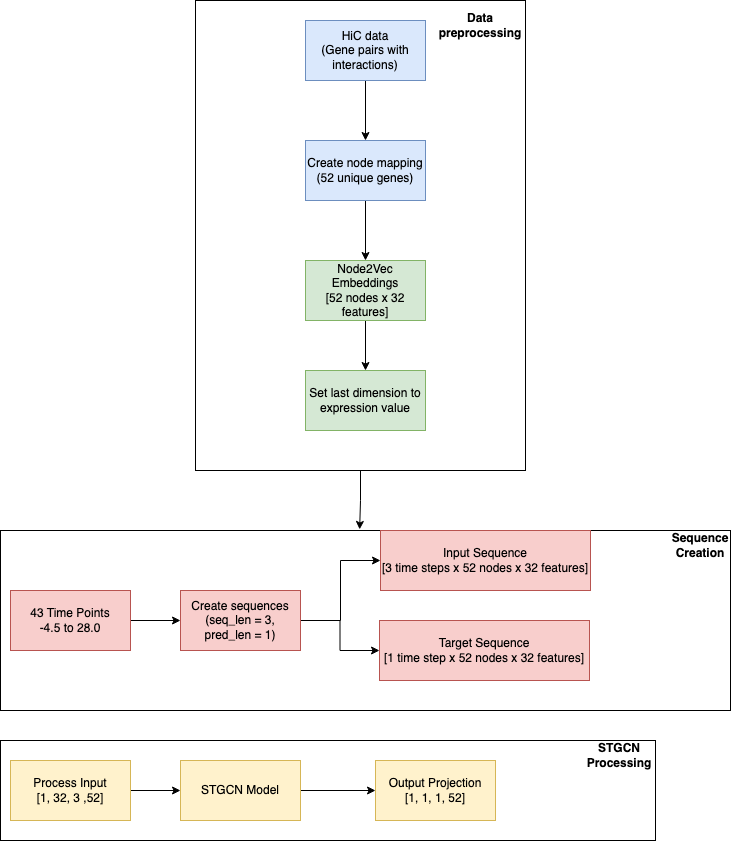 Data
preprocessing
HiC data
(Gene pairs with
interactions)
Create node mapping
(52 unique genes)
Node2Vec
Embeddings
[52 nodes x 32
features]
Set last dimension to
expression value
Sequence
Creation
43 Time Points
-4.5 to 28.0
Create sequences
(seq_len = 3,
pred_len = 1)
Input Sequence
[3 time steps x 52 nodes x 32 features]
Target Sequence
[1 time step x 52 nodes x 32 features]
STGCN
Processing
Process Input
[1, 32, 3 ,52]
STGCN Model
Output Projection
[1, 1, 1, 52]